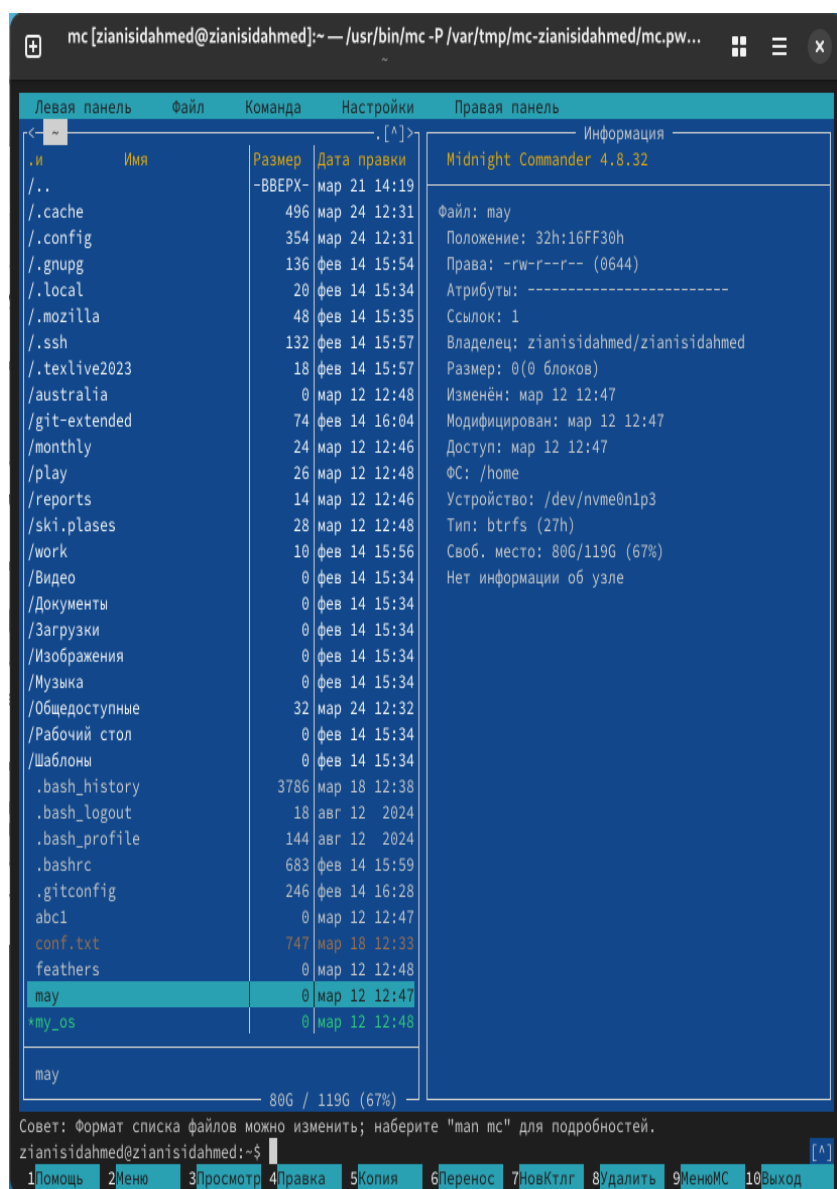 mc [zianisidahmed@zianisidahmed]:~ — /usr/bin/mc -P /var/tmp/mc-zianisidahmed/mc.pw...
~
Левая панель Файл Команда Настройки Правая панель
<─ ~ ─.[^]>
.и Имя Размер Дата правки
/.. -ВВЕРХ- мар 21 14:19
/.cache 496 мар 24 12:31
/.config 354 мар 24 12:31
/.gnupg 136 фев 14 15:54
/.local 20 фев 14 15:34
/.mozilla 48 фев 14 15:35
/.ssh 132 фев 14 15:57
/.texlive2023 18 фев 14 15:57
/australia 0 мар 12 12:48
/git-extended 74 фев 14 16:04
/monthly 24 мар 12 12:46
/play 26 мар 12 12:48
/reports 14 мар 12 12:46
/ski.plases 28 мар 12 12:48
/work 10 фев 14 15:56
/Видео 0 фев 14 15:34
/Документы 0 фев 14 15:34
/Загрузки 0 фев 14 15:34
/Изображения 0 фев 14 15:34
/Музыка 0 фев 14 15:34
/Общедоступные 32 мар 24 12:32
/Рабочий стол 0 фев 14 15:34
/Шаблоны 0 фев 14 15:34
.bash_history 3786 мар 18 12:38
.bash_logout 18 авг 12 2024
.bash_profile 144 авг 12 2024
.bashrc 683 фев 14 15:59
.gitconfig 246 фев 14 16:28
abc1 0 мар 12 12:47
conf.txt 747 мар 18 12:33
feathers 0 мар 12 12:48
may 0 мар 12 12:47
*my_os 0 мар 12 12:48
may
80G / 119G (67%)
Информация
Midnight Commander 4.8.32
Файл: may
Положение: 32h:16FF30h
Права: -rw-r--r-- (0644)
Атрибуты: -------------------------
Ссылок: 1
Владелец: zianisidahmed/zianisidahmed
Размер: 0(0 блоков)
Изменён: мар 12 12:47
Модифицирован: мар 12 12:47
Доступ: мар 12 12:47
ФС: /home
Устройство: /dev/nvme0n1p3
Тип: btrfs (27h)
Своб. место: 80G/119G (67%)
Нет информации об узле
Совет: Формат списка файлов можно изменить; наберите "man mc" для подробностей.
zianisidahmed@zianisidahmed:~$ [^]
1Помощь 2Меню 3Просмотр 4Правка 5Копия 6Перенос 7НовКтлг 8Удалить 9МенюMC 10Выход